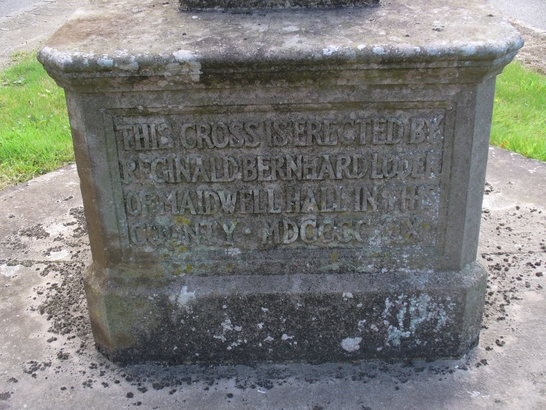 THIS CROSS IS ERECTED BY
REGINALD BERNHARD LODER
OF MAIDWELL HALL IN THIS
COUNTY ·